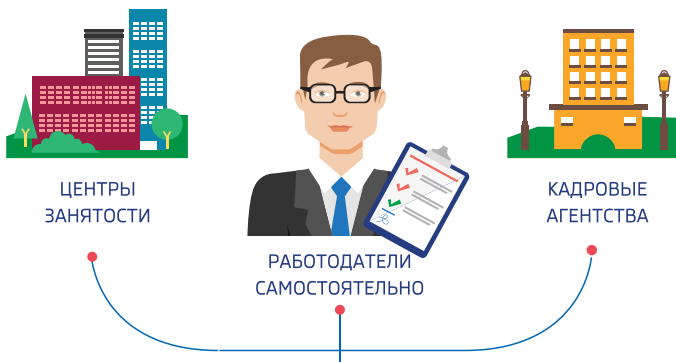 ЦЕНТРЫ
ЗАНЯТОСТИ
РАБОТОДАТЕЛИ
САМОСТОЯТЕЛЬНО
КАДРОВЫЕ
АГЕНТСТВА